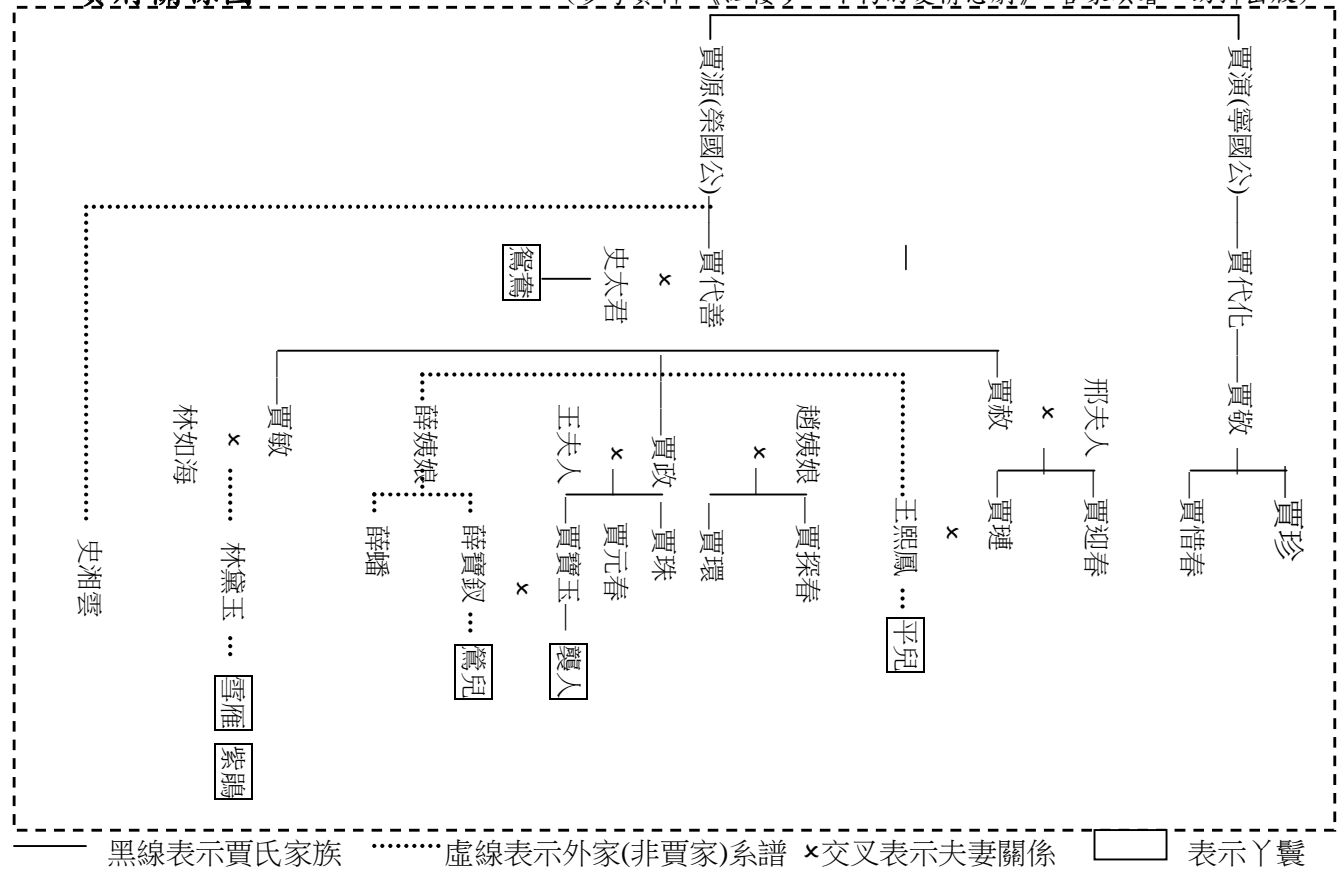 賈演(寧國公)
賈源(榮國公)
賈代化
賈代善
史太君
鴛鴦
賈敬
邢夫人
賈赦
趙姨娘
賈政
王夫人
薛姨娘
賈敏
林如海
賈珍
賈惜春
賈迎春
賈璉
王熙鳳
平兒
賈探春
賈環
賈珠
賈元春
賈寶玉
襲人
薛寶釵
鶯兒
薛蟠
林黛玉
雪雁
紫鵑
史湘雲
黑線表示賈氏家族 虛線表示外家(非賈家)系譜 ×交叉表示夫妻關係 表示丫鬟